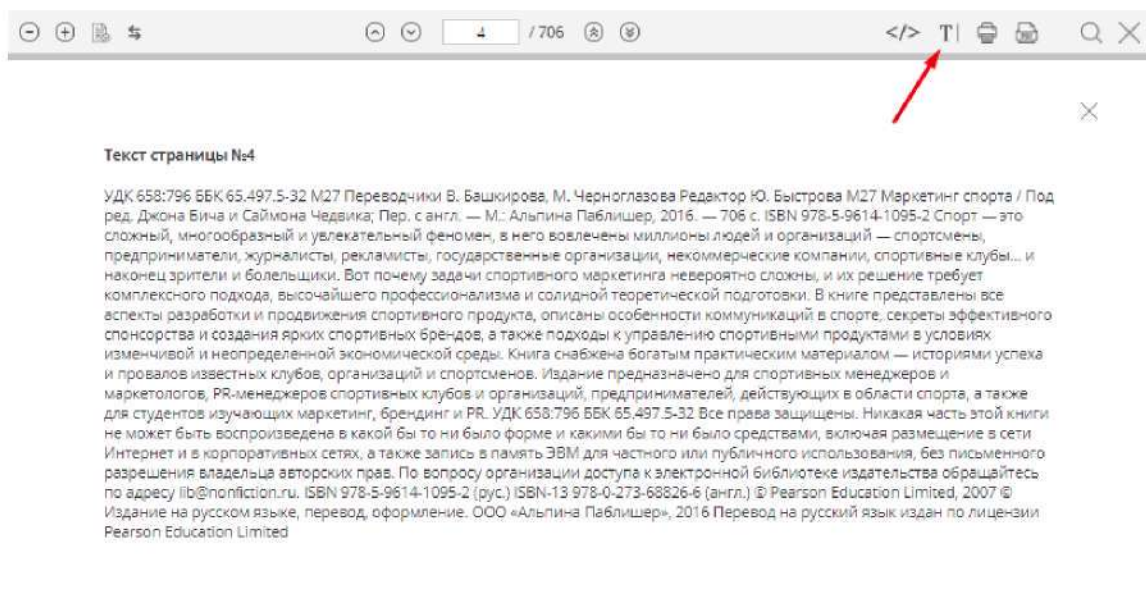 4 / 706 </> T
Текст страницы №4
УДК 658:796 ББК 65.497.5-32 М27 Переводчики В. Башкирова, М. Черноглазова Редактор Ю. Быстрова М27 Маркетинг спорта / Под
ред. Джона Бича и Саймона Чедвика; Пер. с англ. — М.: Альпина Паблишер, 2016. — 706 с. ISBN 978-5-9614-1095-2 Спорт — это
сложный, многообразный и увлекательный феномен, в него вовлечены миллионы людей и организаций — спортсмены,
предприниматели, журналисты, рекламисты, государственные организации, некоммерческие компании, спортивные клубы... и
наконец зрители и болельщики. Вот почему задачи спортивного маркетинга невероятно сложны, и их решение требует
комплексного подхода, высочайшего профессионализма и солидной теоретической подготовки. В книге представлены все
аспекты разработки и продвижения спортивного продукта, описаны особенности коммуникаций в спорте, секреты эффективного
спонсорства и создания ярких спортивных брендов, а также подходы к управлению спортивными продуктами в условиях
изменчивой и неопределенной экономической среды. Книга снабжена богатым практическим материалом — историями успеха
и провалов известных клубов, организаций и спортсменов. Издание предназначено для спортивных менеджеров и
маркетологов, PR-менеджеров спортивных клубов и организаций, предпринимателей, действующих в области спорта, а также
для студентов изучающих маркетинг, брендинг и PR. УДК 658:796 ББК 65.497.5-32 Все права защищены. Никакая часть этой книги
не может быть воспроизведена в какой бы то ни было форме и какими бы то ни было средствами, включая размещение в сети
Интернет и в корпоративных сетях, а также запись в память ЭВМ для частного или публичного использования, без письменного
разрешения владельца авторских прав. По вопросу организации доступа к электронной библиотеке издательства обращайтесь
по адресу lib@nonfiction.ru. ISBN 978-5-9614-1095-2 (рус.) ISBN-13 978-0-273-68826-6 (англ.) © Pearson Education Limited, 2007 ©
Издание на русском языке, перевод, оформление. ООО «Альпина Паблишер», 2016 Перевод на русский язык издан по лицензии
Pearson Education Limited